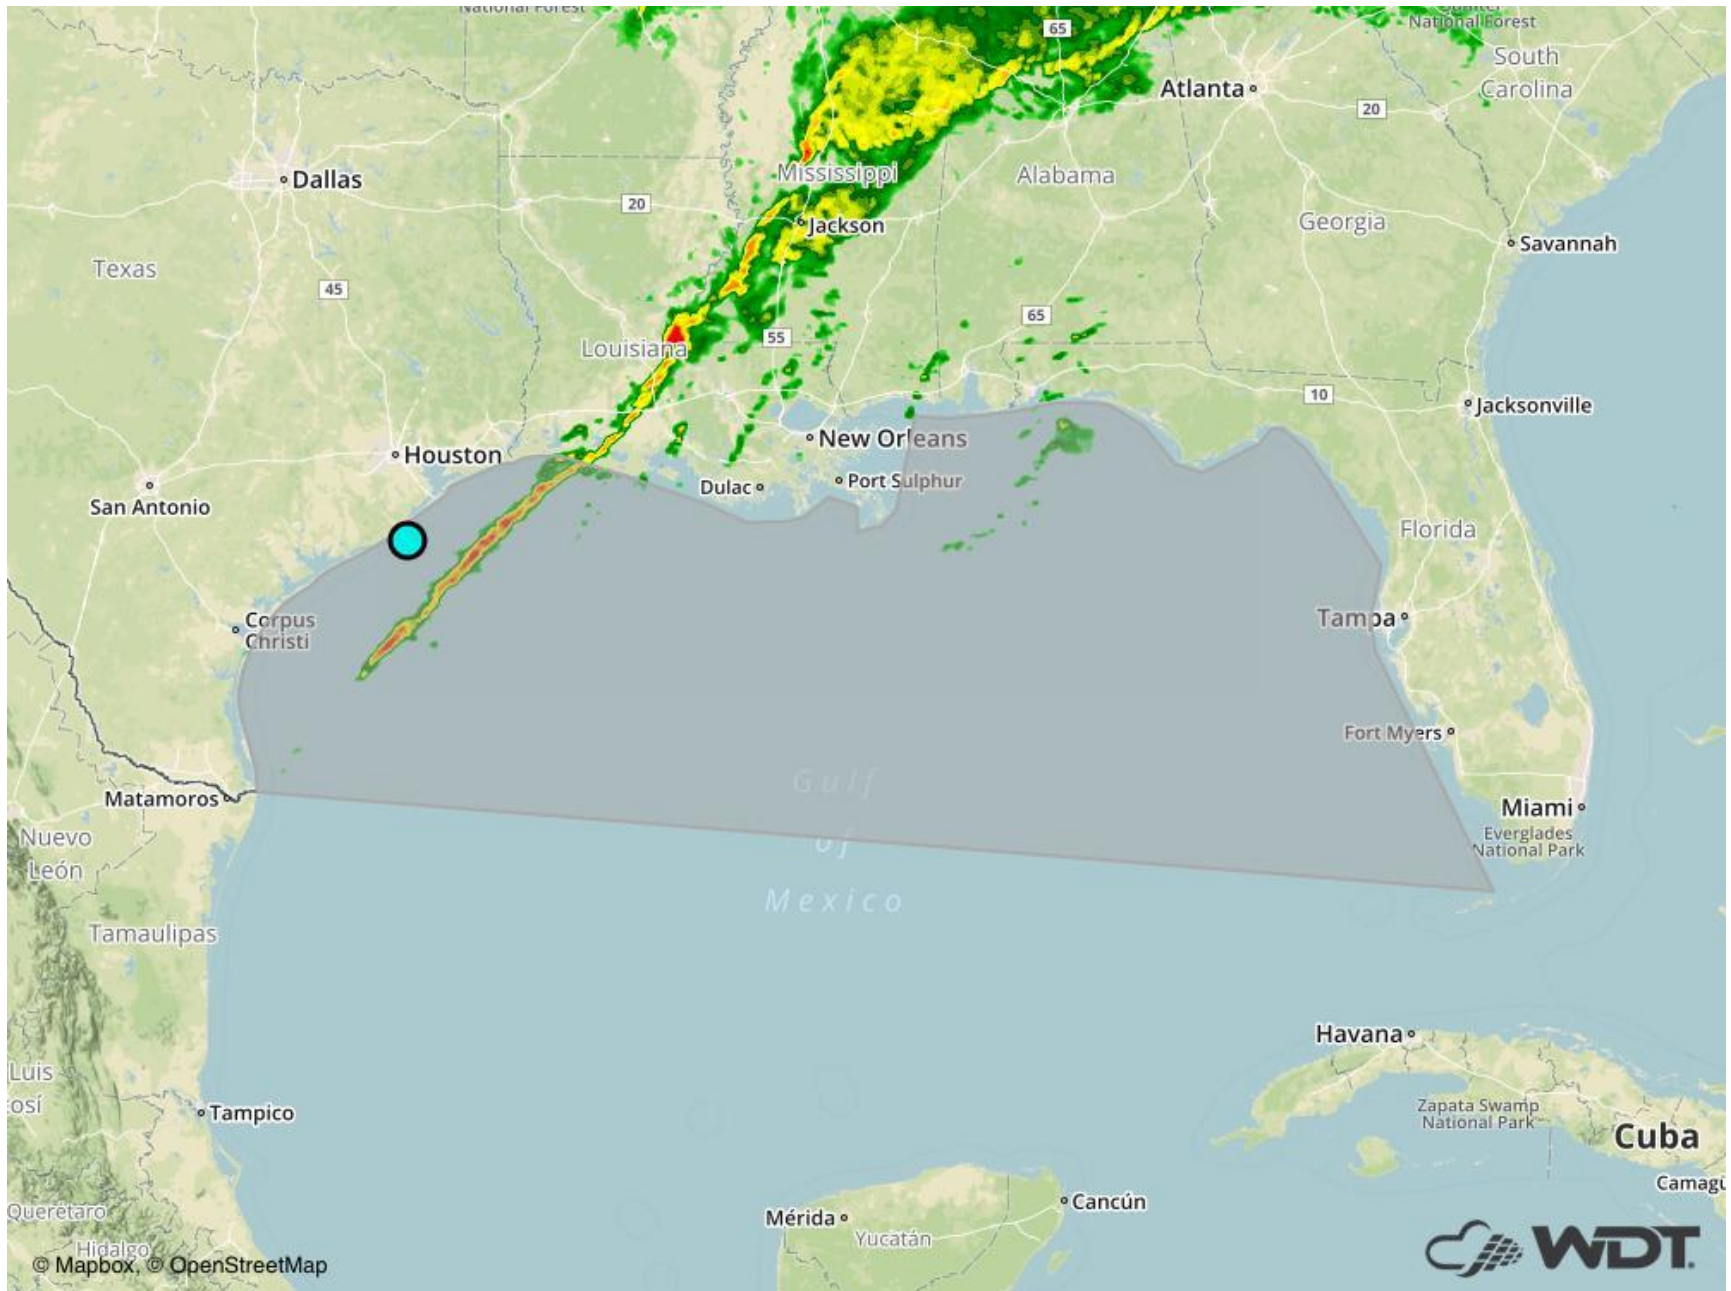 National Forest
65
National Forest
South
Carolina
Atlanta
20
Mississippi
Alabama
Dallas
20
Jackson
Georgia
Savannah
Texas
45
65
55
Louisiana
10
Jacksonville
New Orleans
Houston
Dulac
Port Sulphur
San Antonio
Florida
Corpus
Christi
Tampa
Fort Myers
Gulf
of
Mexico
Matamoros
Miami
Everglades
National Park
Nuevo
León
Tamaulipas
Havana
Luis
osí
Tampico
Zapata Swamp
National Park
Cuba
Camagü
Cancún
Mérida
Yucatán
Querétaro
Hidalgo
© Mapbox, © OpenStreetMap
WDT